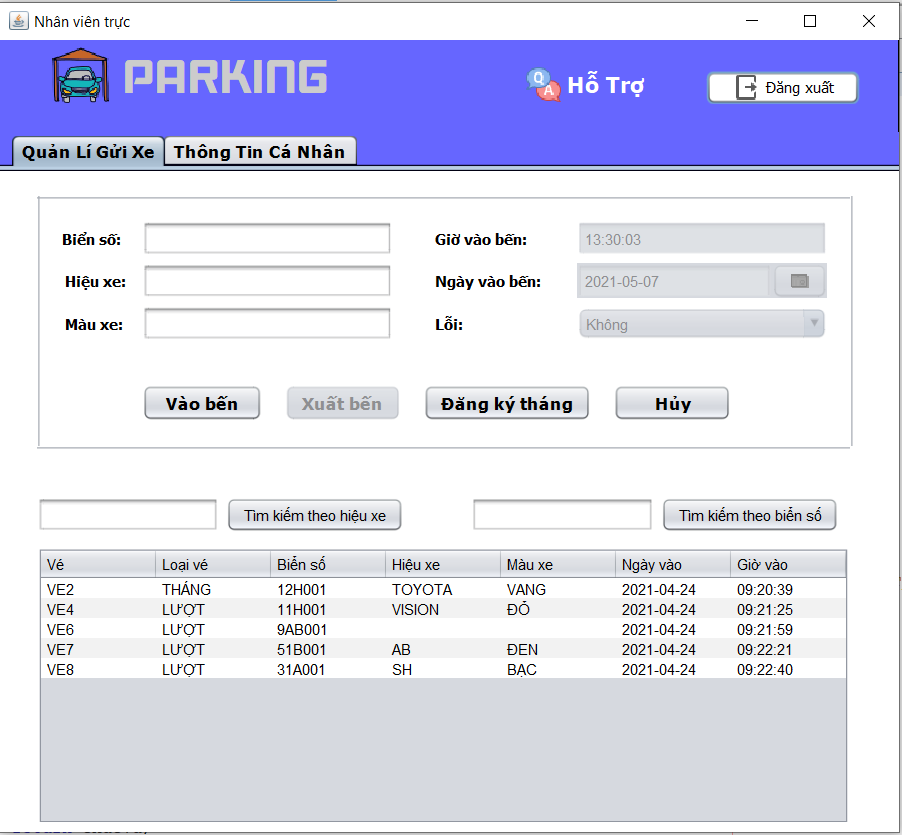 Nhân viên trực
PARKING
Q A Hỗ Trợ
Đăng xuất
Quản Lí Gửi Xe Thông Tin Cá Nhân
Biển số: Giờ vào bến: 13:30:03
Hiệu xe: Ngày vào bến: 2021-05-07
Màu xe: Lỗi: Không
Vào bến Xuất bến Đăng ký tháng Hủy
Tìm kiếm theo hiệu xe Tìm kiếm theo biển số
Vé Loại vé Biển số Hiệu xe Màu xe Ngày vào Giờ vào
VE2 THÁNG 12H001 TOYOTA VANG 2021-04-24 09:20:39
VE4 LƯỢT 11H001 VISION ĐỎ 2021-04-24 09:21:25
VE6 LƯỢT 9AB001 2021-04-24 09:21:59
VE7 LƯỢT 51B001 AB ĐEN 2021-04-24 09:22:21
VE8 LƯỢT 31A001 SH BẠC 2021-04-24 09:22:40